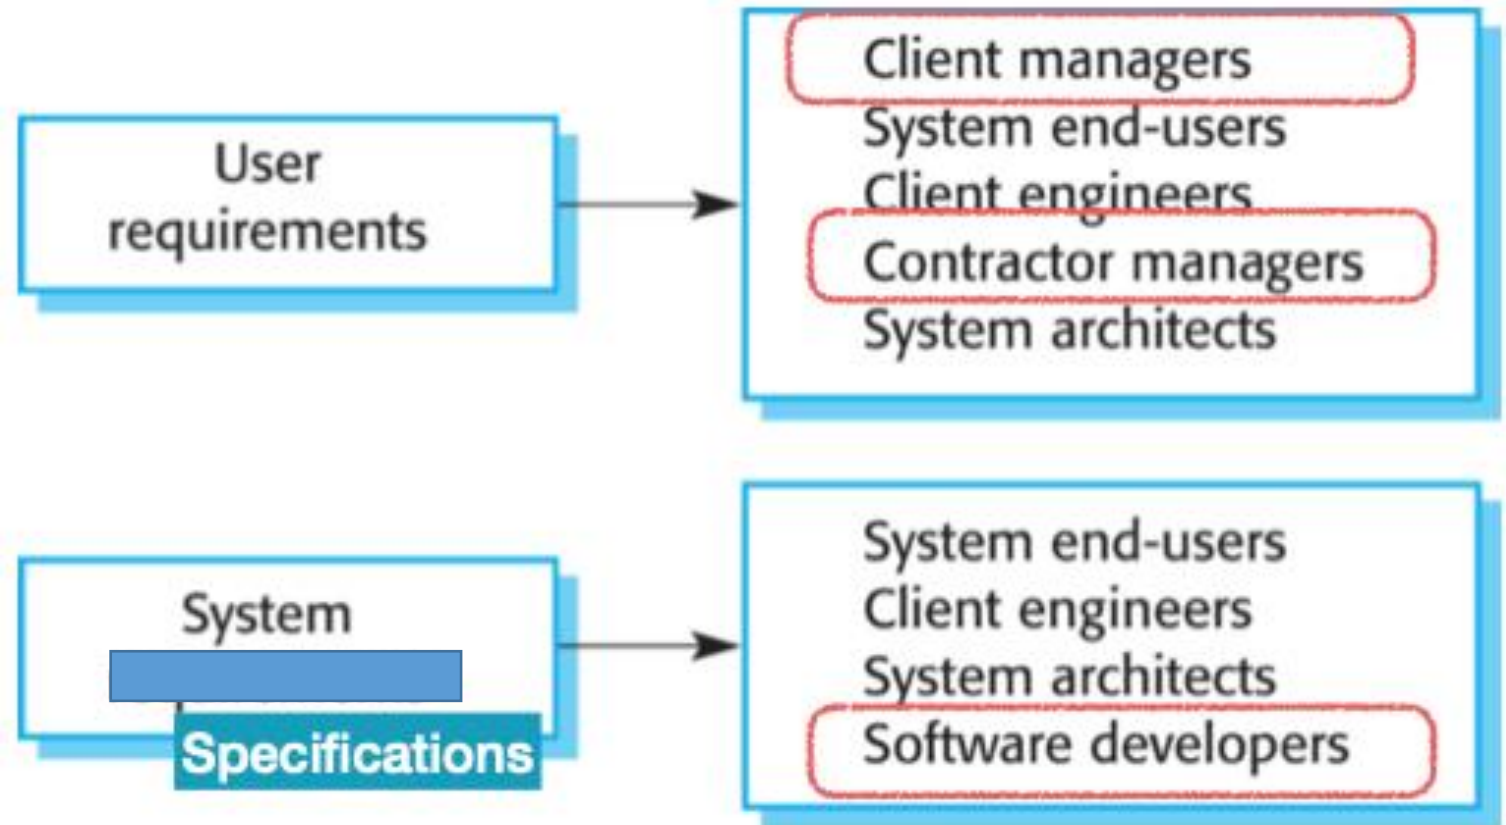 User
requirements
Client managers
System end-users
Client engineers
Contractor managers
System architects
System
Specifications
System end-users
Client engineers
System architects
Software developers